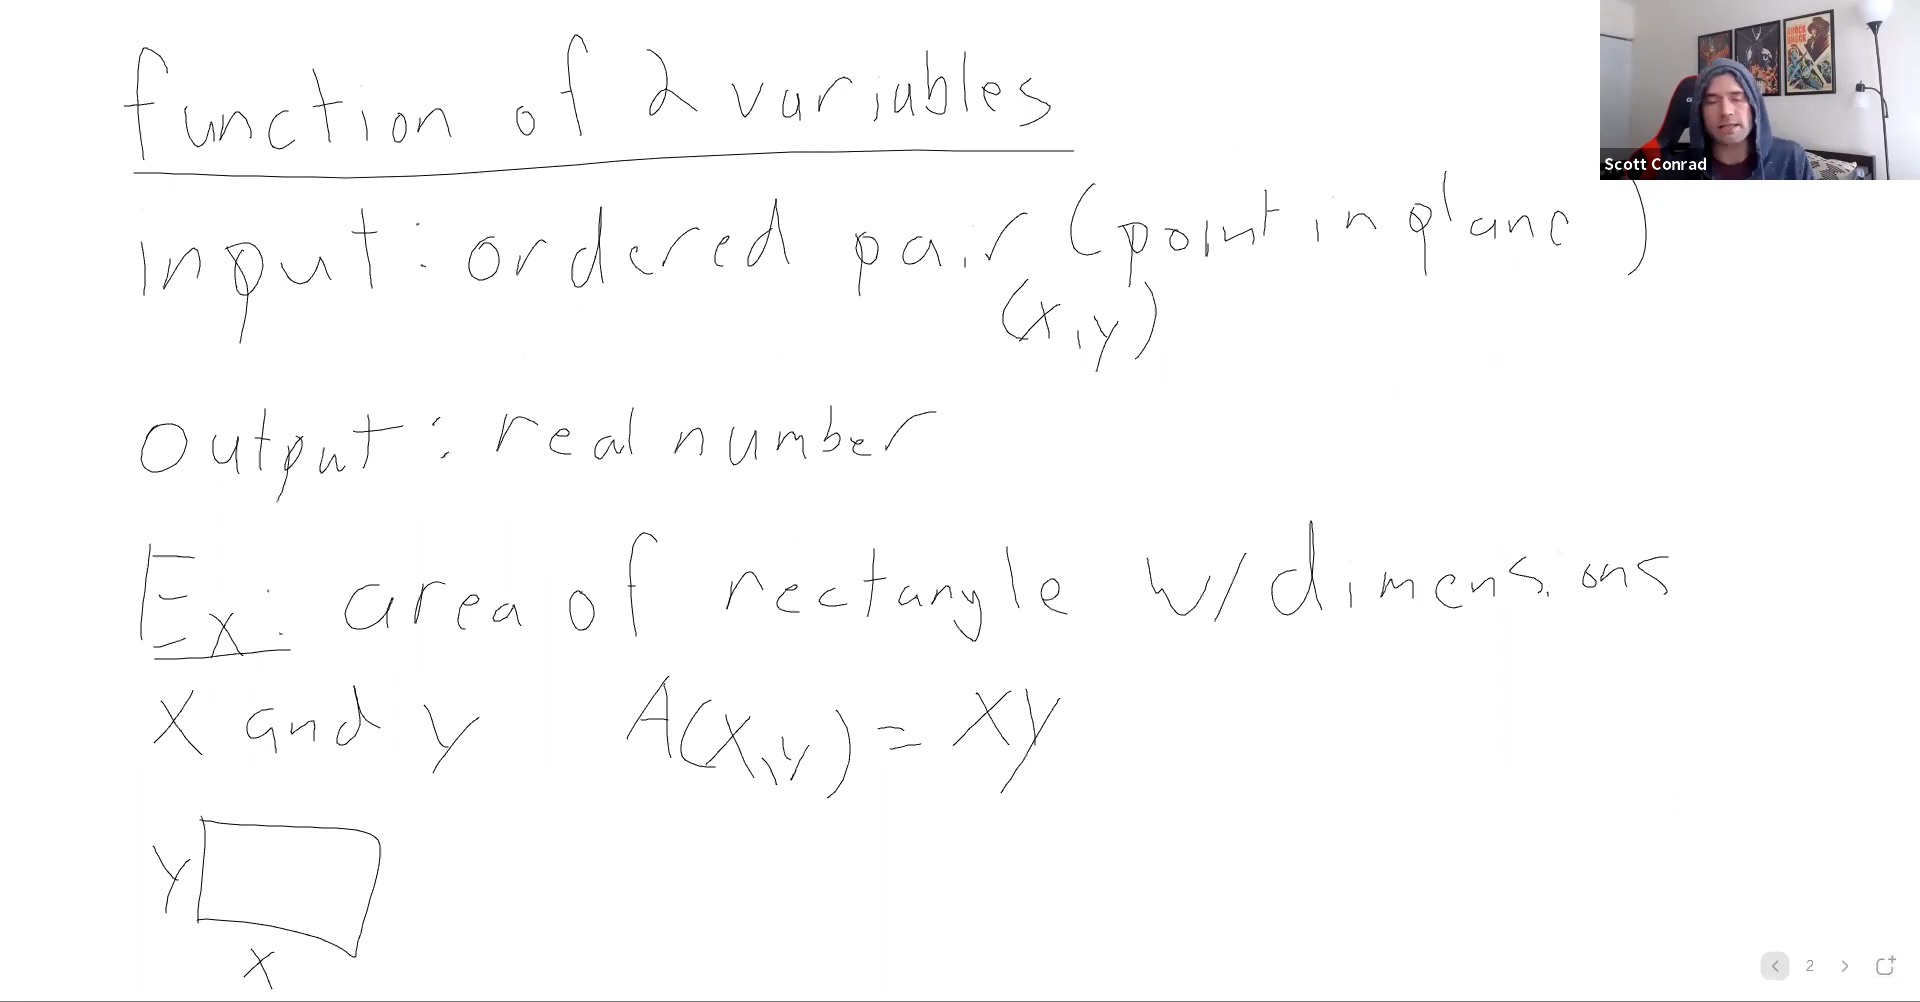 function of 2 variables
input: ordered pair (point in plane)
(x,y)
output: real number
Ex: area of rectangle w/ dimensions
x and y A(x,y) = xy
y
x
Scott Conrad
2